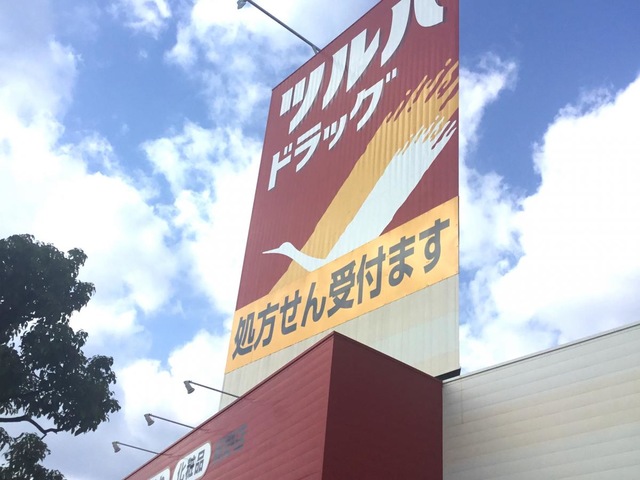 ツルハ
ドラッグ
処方せん受付ます
化粧品